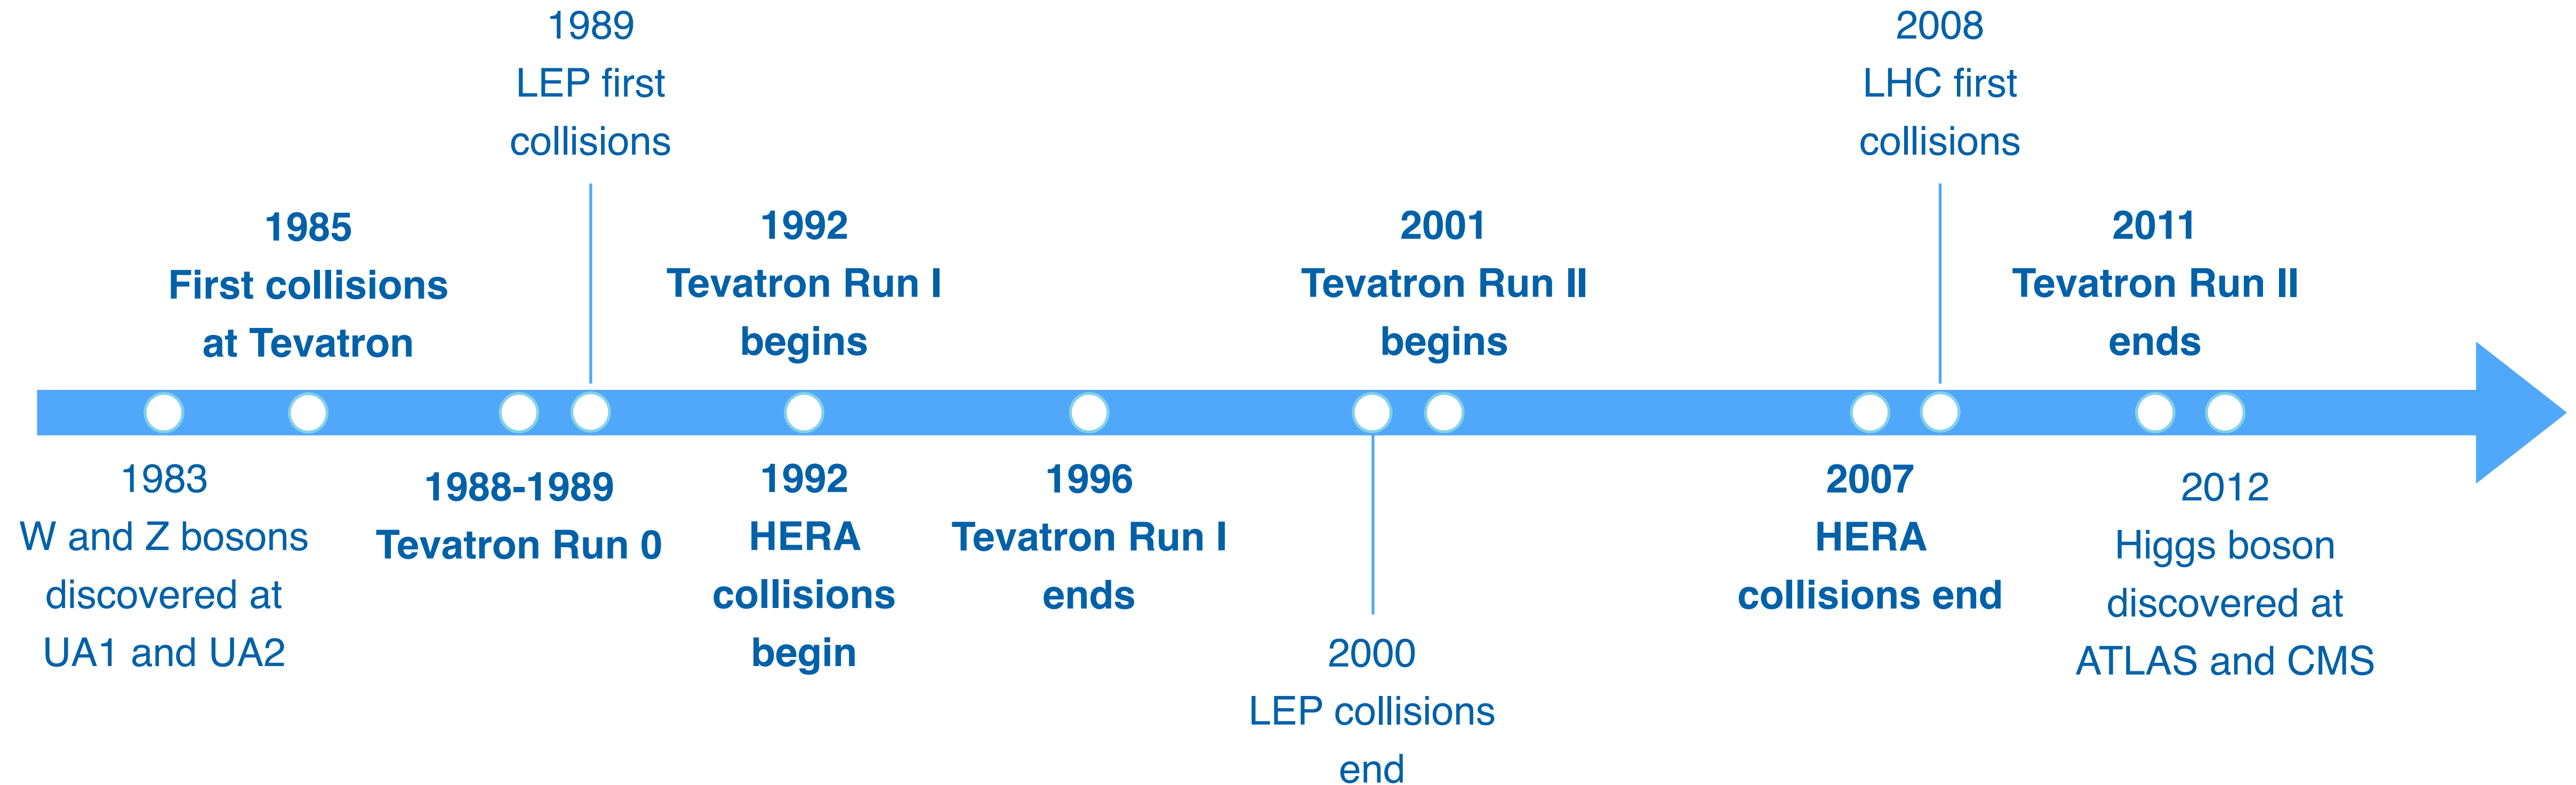 1983
W and Z bosons
discovered at
UA1 and UA2
1985
First collisions
at Tevatron
1988-1989
Tevatron Run 0
1989
LEP first
collisions
1992
Tevatron Run I
begins
1992
HERA
collisions
begin
1996
Tevatron Run I
ends
2000
LEP collisions
end
2001
Tevatron Run II
begins
2007
HERA
collisions end
2008
LHC first
collisions
2011
Tevatron Run II
ends
2012
Higgs boson
discovered at
ATLAS and CMS